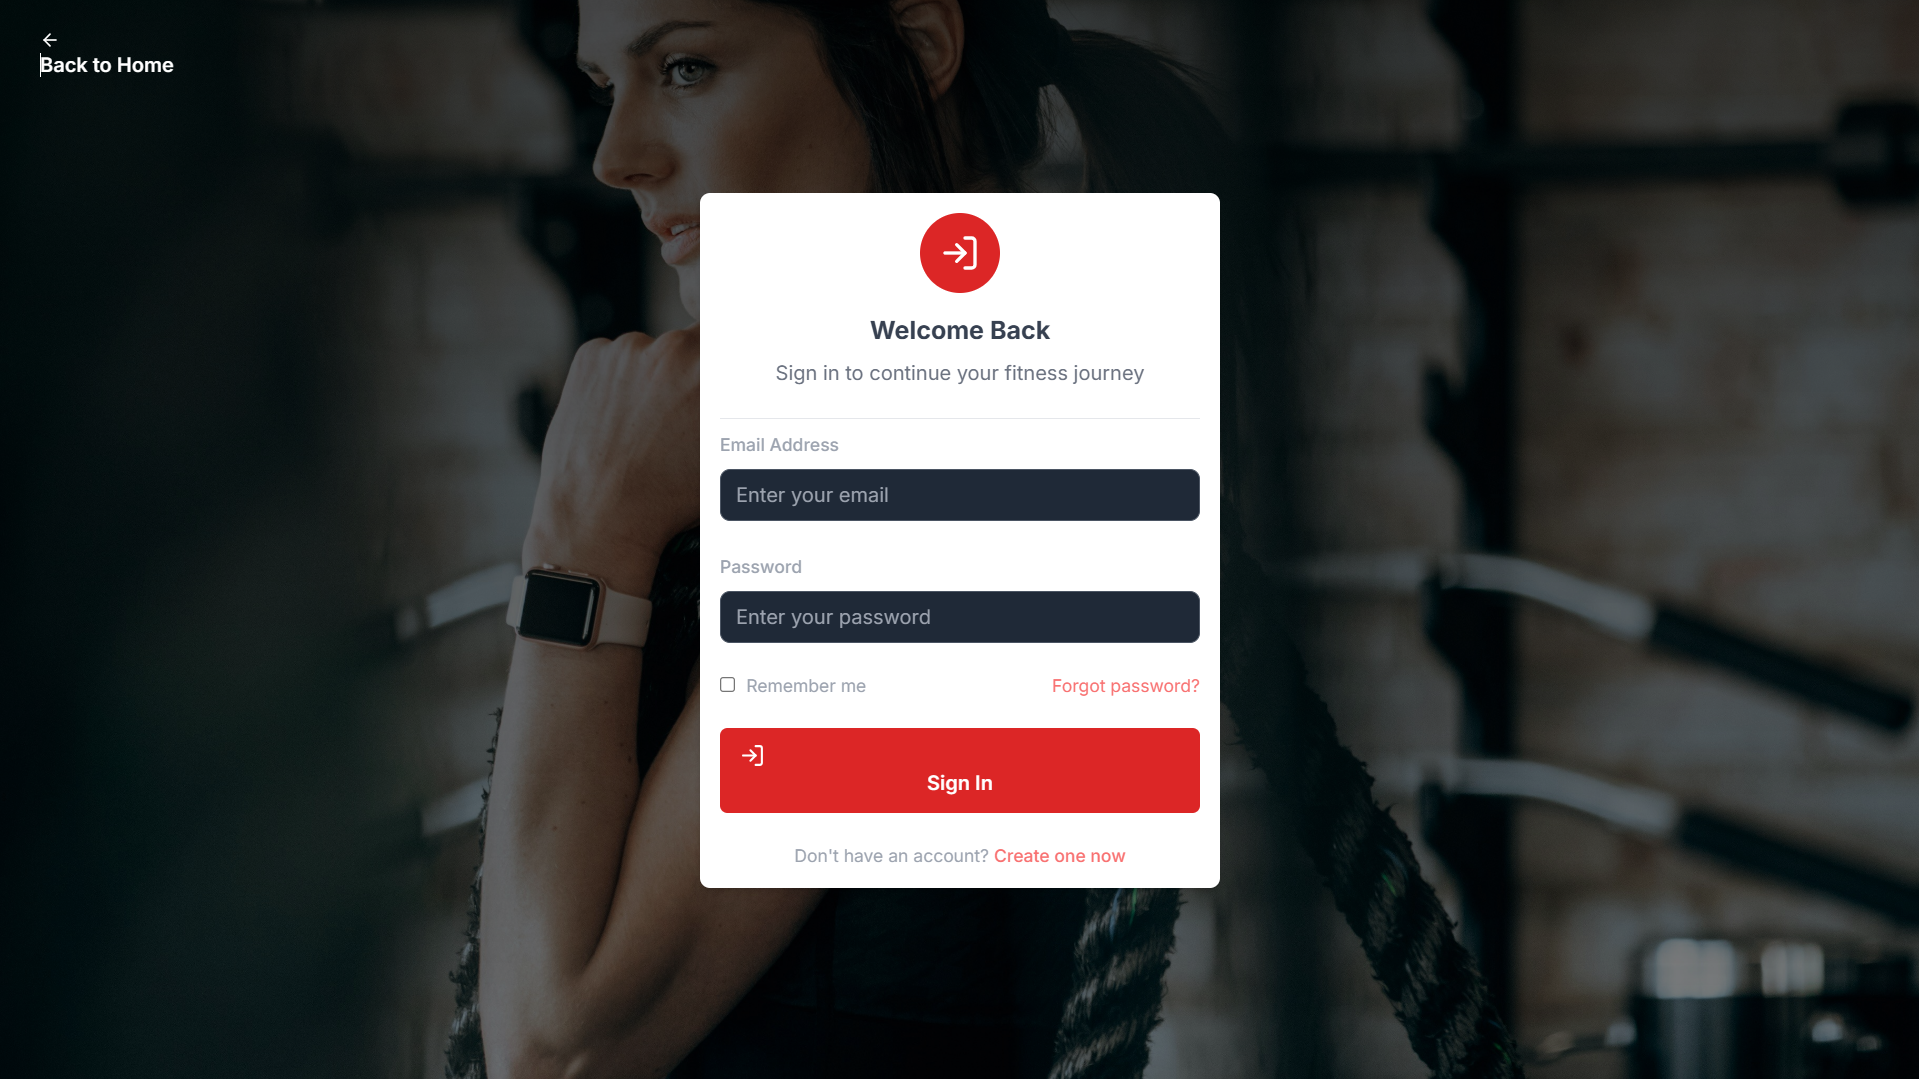 Back to Home
Welcome Back
Sign in to continue your fitness journey
Email Address
Enter your email
Password
Enter your password
Remember me
Forgot password?
Sign In
Don't have an account? Create one now